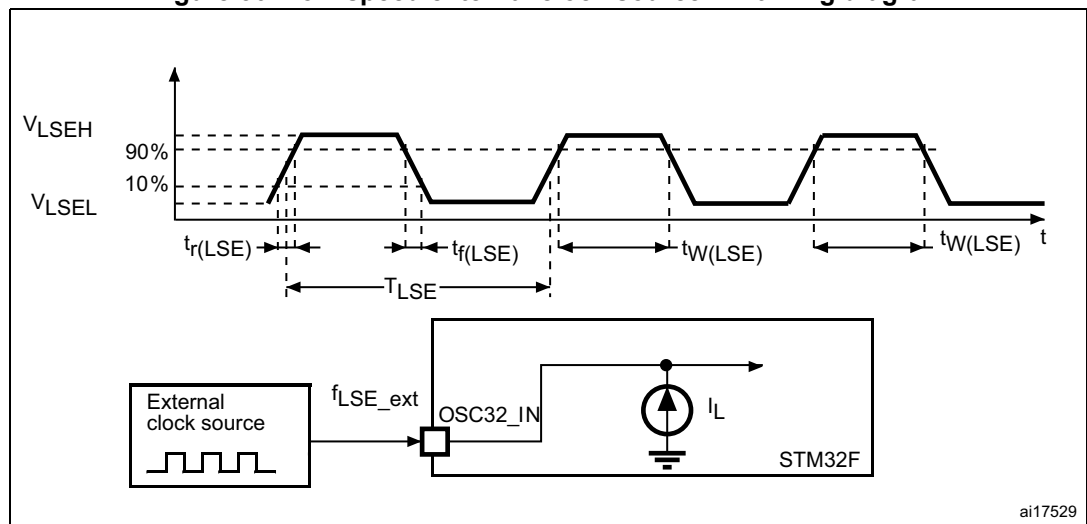 VLSEH
90%
10%
VLSEL
tr(LSE)
tf(LSE)
tW(LSE)
tW(LSE)
t
TLSE
External
clock source
fLSE_ext
OSC32_IN
IL
STM32F
ai17529